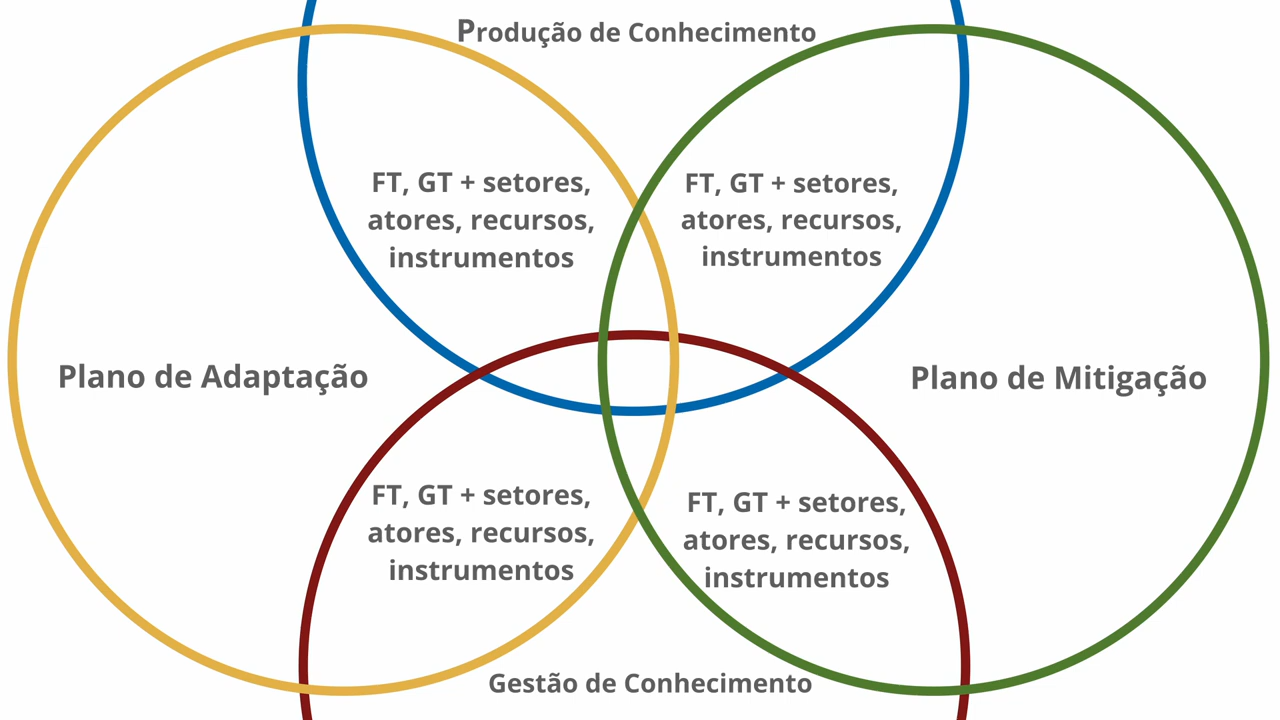 Produção de Conhecimento
FT, GT + setores,
atores, recursos,
instrumentos
FT, GT + setores,
atores, recursos,
instrumentos
Plano de Adaptação
Plano de Mitigação
FT, GT + setores,
atores, recursos,
instrumentos
FT, GT + setores,
atores, recursos,
instrumentos
Gestão de Conhecimento